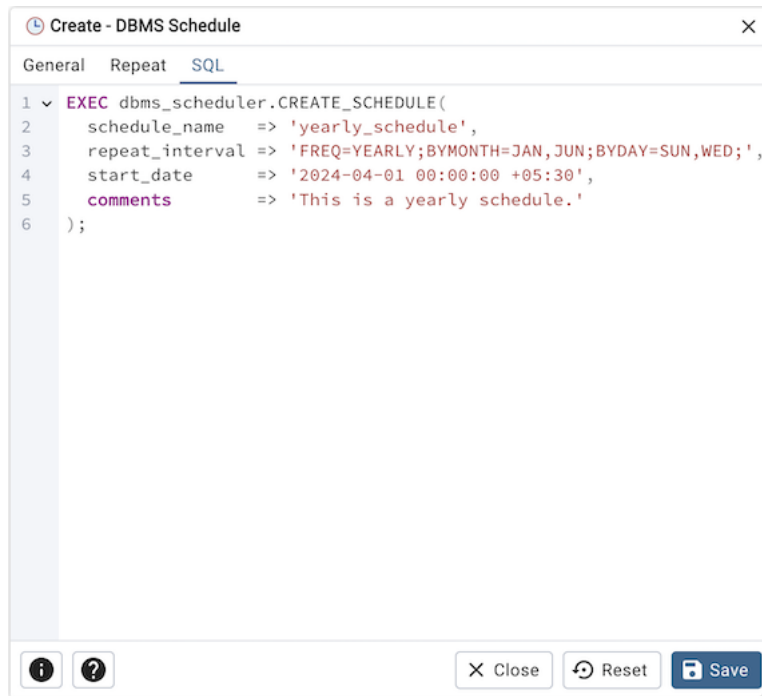 Create - DBMS Schedule
General Repeat SQL
1 EXEC dbms_scheduler.CREATE_SCHEDULE(
2 schedule_name => 'yearly_schedule',
3 repeat_interval => 'FREQ=YEARLY;BYMONTH=JAN,JUN;BYDAY=SUN,WED;',
4 start_date => '2024-04-01 00:00:00 +05:30',
5 comments => 'This is a yearly schedule.'
6 );
Close Reset Save